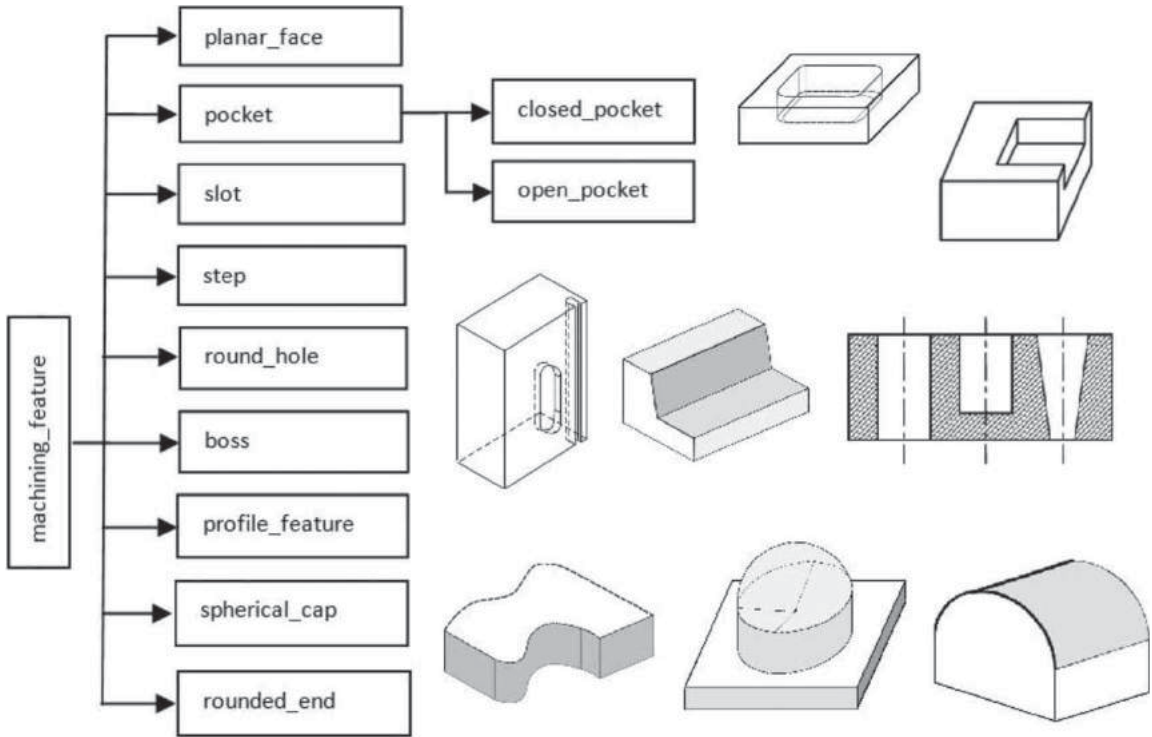 machining_feature
planar_face
pocket
closed_pocket
open_pocket
slot
step
round_hole
boss
profile_feature
spherical_cap
rounded_end